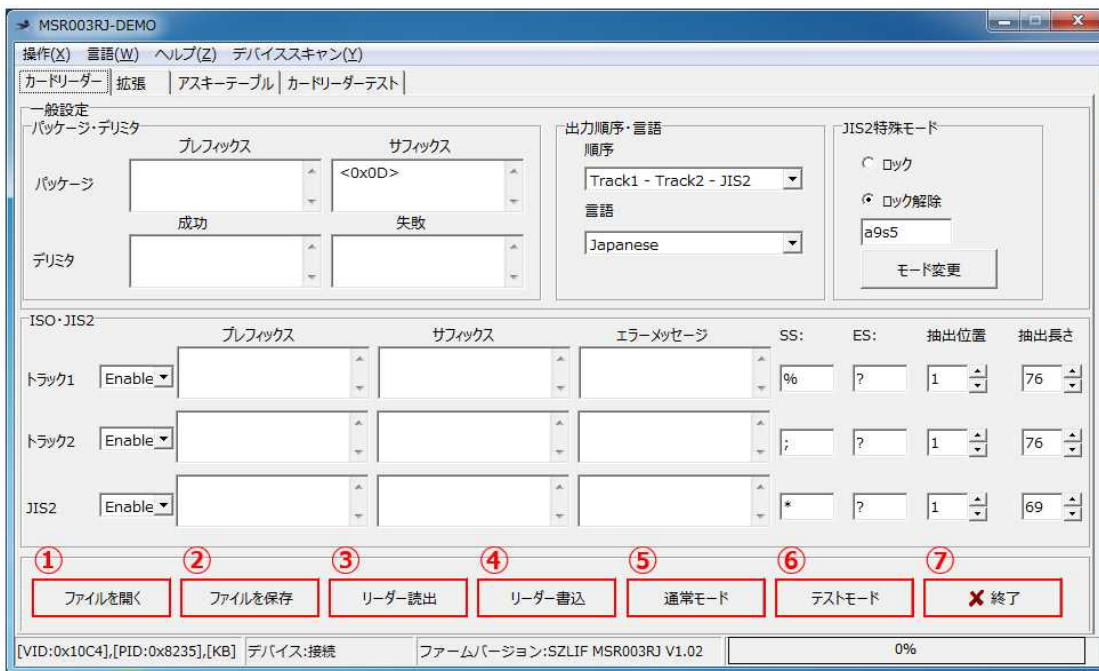 MSR003RJ-DEMO
操作(X) 言語(W) ヘルプ(Z) デバイススキャン(Y)
カードリーダー 拡張 アスキーテーブル カードリーダーテスト
一般設定
パッケージ・デリミタ 出力順序・言語 JIS2特殊モード
プレフィックス サフィックス 順序
ロック
パッケージ <0x0D> Track1 - Track2 - JIS2
ロック解除
成功 失敗 言語
a9s5
デリミタ Japanese
モード変更
ISO・JIS2
プレフィックス サフィックス エラーメッセージ SS: ES: 抽出位置 抽出長さ
トラック1 Enable % ? 1 76
トラック2 Enable ; ? 1 76
JIS2 Enable * ? 1 69
① ② ③ ④ ⑤ ⑥ ⑦
ファイルを開く ファイルを保存 リーダー読出 リーダー書込 通常モード テストモード 終了
[VID:0x10C4],[PID:0x8235],[KB] デバイス:接続 ファームバージョン:SZLIF MSR003RJ V1.02 0%